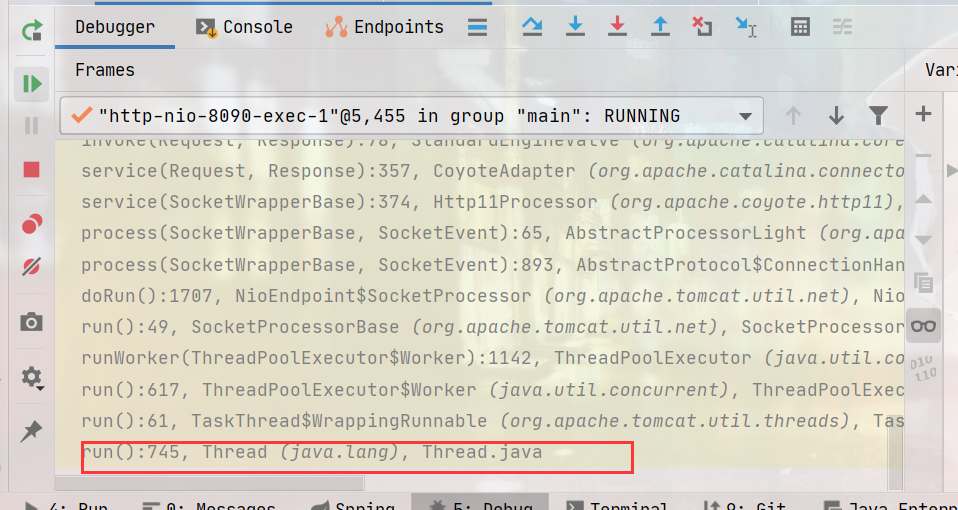 Debugger Console Endpoints
Frames Vari
"http-nio-8090-exec-1"@5,455 in group "main": RUNNING
invoke(Request, Response):78, StandardEngineValve (org.apache.catalina.core
service(Request, Response):357, CoyoteAdapter (org.apache.catalina.connecto
service(SocketWrapperBase):374, Http11Processor (org.apache.coyote.http11),
process(SocketWrapperBase, SocketEvent):65, AbstractProcessorLight (org.apa
process(SocketWrapperBase, SocketEvent):893, AbstractProtocol$ConnectionHan
doRun():1707, NioEndpoint$SocketProcessor (org.apache.tomcat.util.net), Nio
run():49, SocketProcessorBase (org.apache.tomcat.util.net), SocketProcessor
runWorker(ThreadPoolExecutor$Worker):1142, ThreadPoolExecutor (java.util.co
run():617, ThreadPoolExecutor$Worker (java.util.concurrent), ThreadPoolExec
run():61, TaskThread$WrappingRunnable (org.apache.tomcat.util.threads), Tas
run():745, Thread (java.lang), Thread.java
4: Run 0: Messages Spring 5: Debug Terminal 9: Git Java Enterp